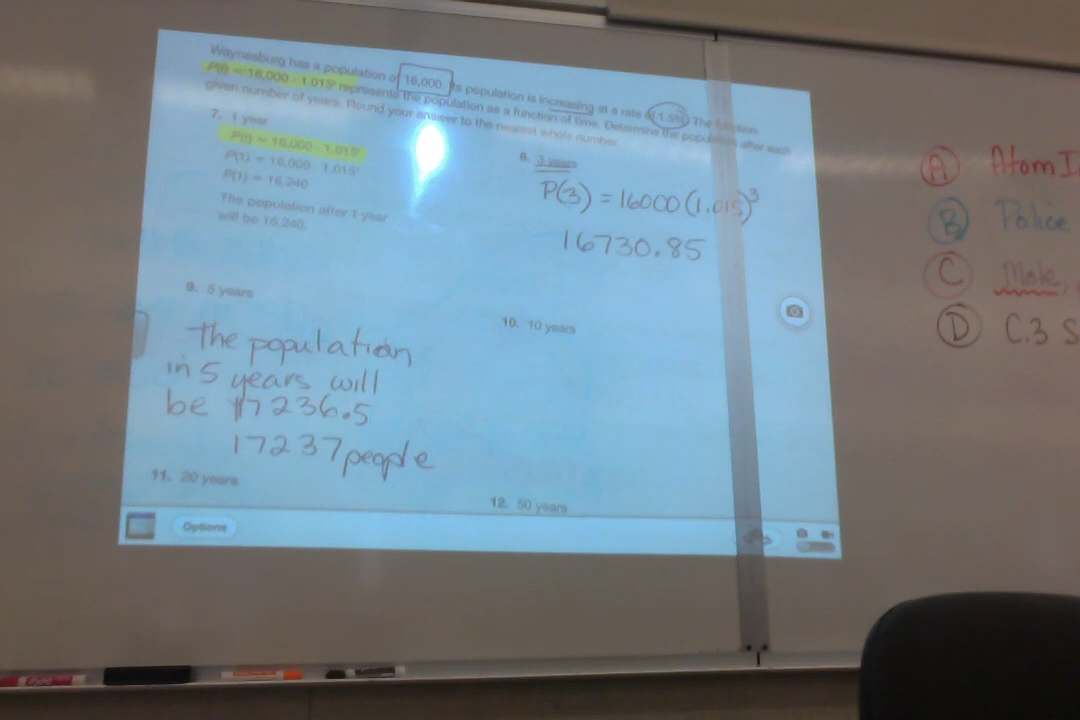 Waynesburg has a population of 16,000. Its population is increasing at a rate of 1.5%. The function
P(t) = 16,000 · 1.015ᵗ represents the population as a function of time. Determine the population after each
given number of years. Round your answer to the nearest whole number.
7. 1 year
P(t) = 16,000 · 1.015ᵗ
P(1) = 16,000 · 1.015¹
P(1) = 16,240
The population after 1 year
will be 16,240.
8. 3 years
P(3) = 16000 (1.015)³
16730.85
9. 5 years
The population
in 5 years will
be 17236.5
17237 people
10. 10 years
11. 20 years
12. 50 years
Options
A Atom
B Police
C Mole,
D C.3 S